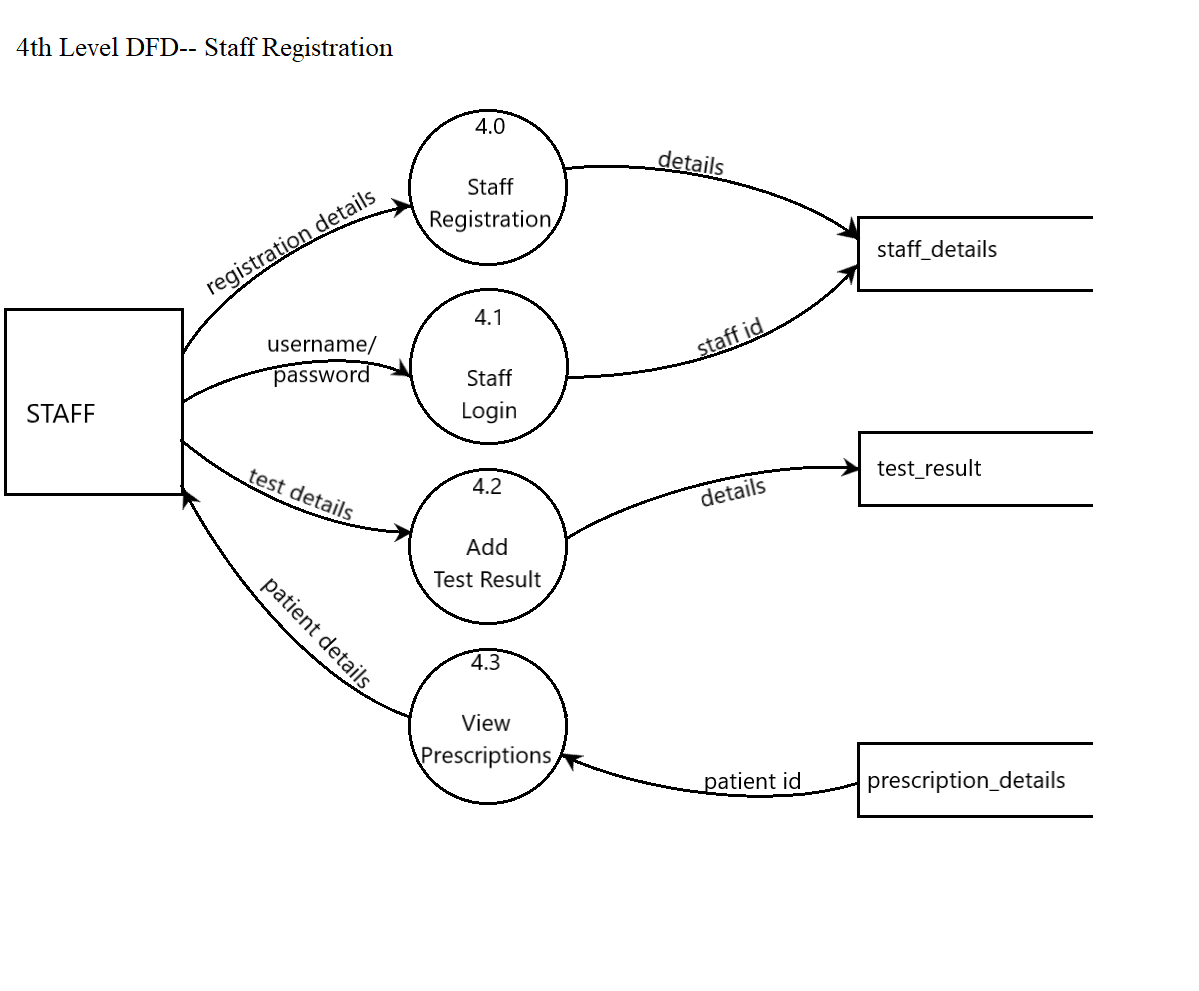 4th Level DFD-- Staff Registration
4.0
Staff
Registration
details
registration details
staff_details
4.1
Staff
Login
username/
password
staff id
STAFF
4.2
Add
Test Result
test details
details
test_result
4.3
View
Prescriptions
patient details
patient id
prescription_details